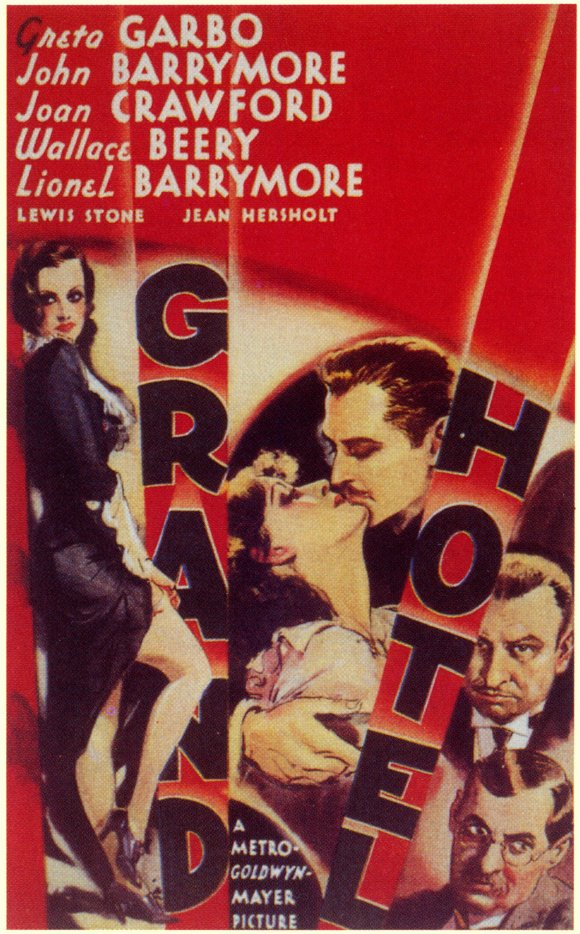 Greta GARBO
John BARRYMORE
Joan CRAWFORD
Wallace BEERY
Lionel BARRYMORE
LEWIS STONE JEAN HERSHOLT
GRAND
HOTEL
A
METRO-
GOLDWYN-
MAYER
PICTURE